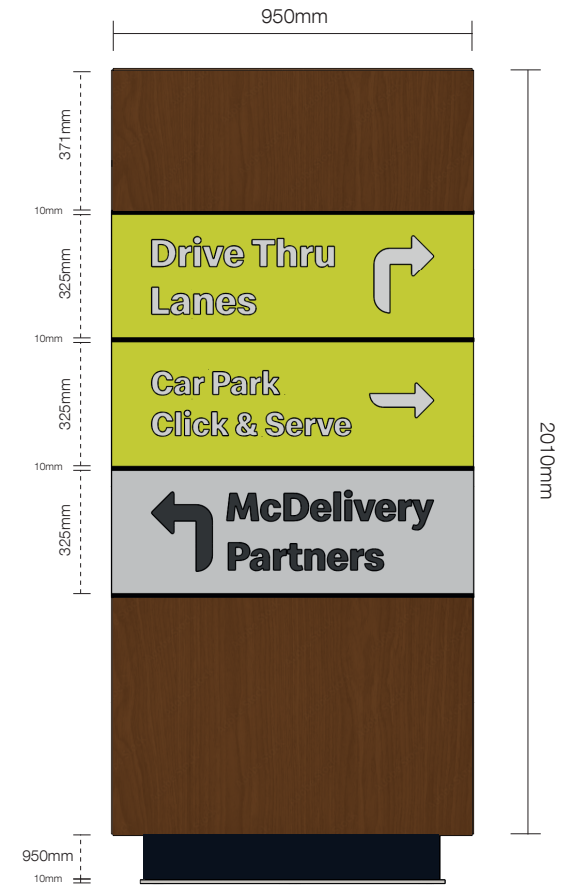 950mm
371mm
10mm
Drive Thru
Lanes
325mm
10mm
Car Park
Click & Serve
325mm
2010mm
10mm
McDelivery
Partners
325mm
950mm
10mm